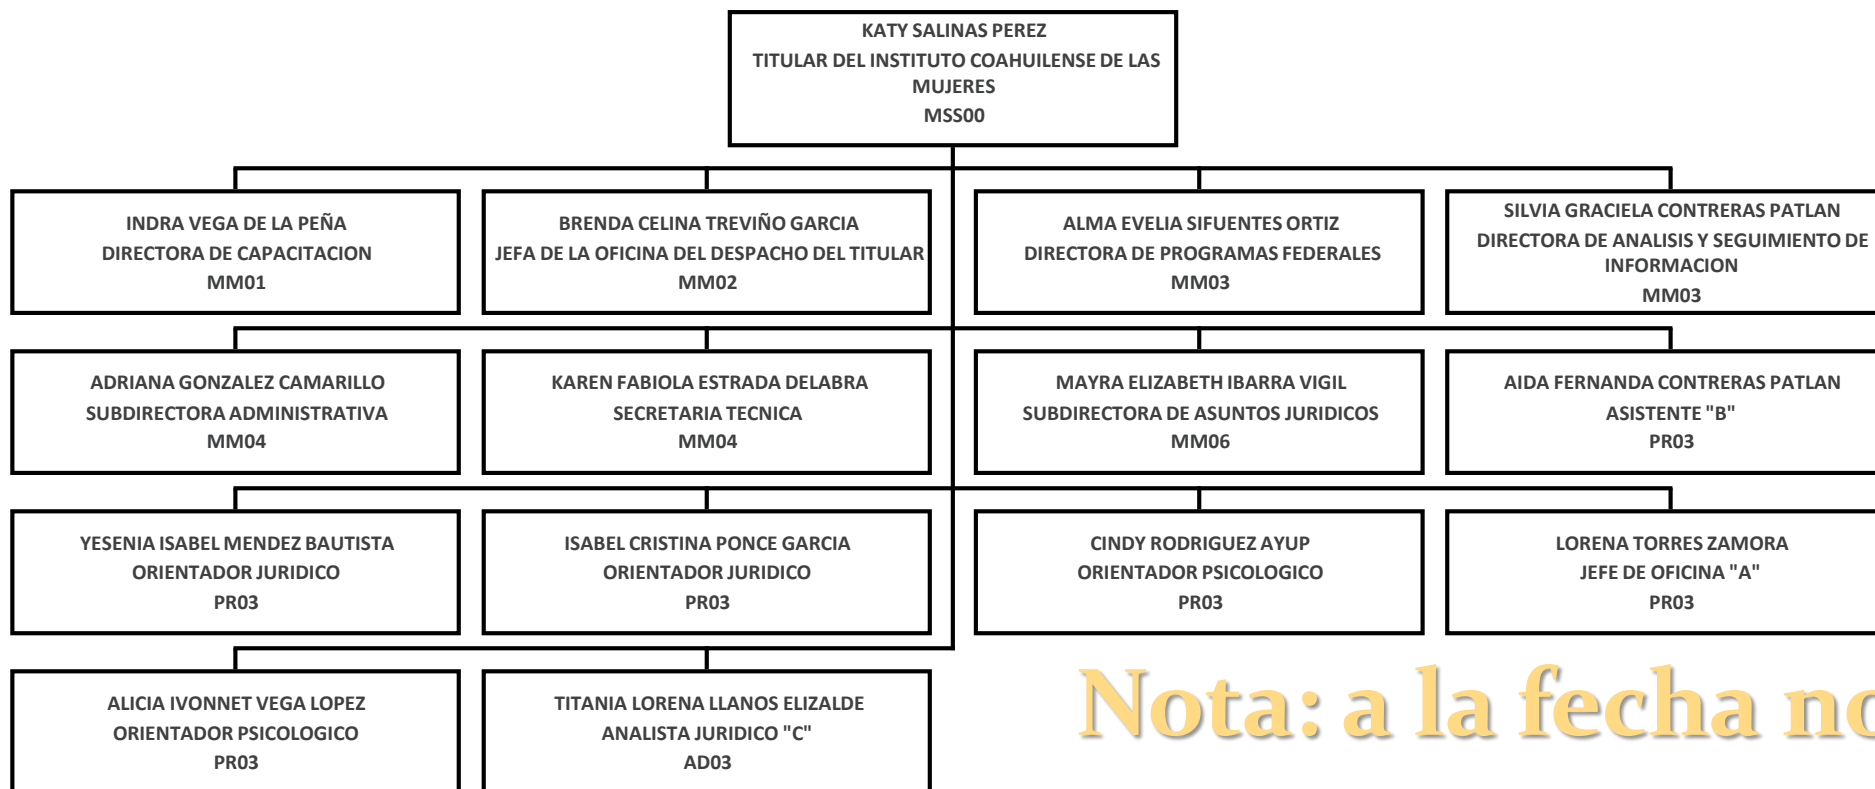 KATY SALINAS PEREZ
TITULAR DEL INSTITUTO COAHUILENSE DE LAS
MUJERES
MSS00
INDRA VEGA DE LA PEÑA
DIRECTORA DE CAPACITACION
MM01
BRENDA CELINA TREVIÑO GARCIA
JEFA DE LA OFICINA DEL DESPACHO DEL TITULAR
MM02
ALMA EVELIA SIFUENTES ORTIZ
DIRECTORA DE PROGRAMAS FEDERALES
MM03
SILVIA GRACIELA CONTRERAS PATLAN
DIRECTORA DE ANALISIS Y SEGUIMIENTO DE
INFORMACION
MM03
ADRIANA GONZALEZ CAMARILLO
SUBDIRECTORA ADMINISTRATIVA
MM04
KAREN FABIOLA ESTRADA DELABRA
SECRETARIA TECNICA
MM04
MAYRA ELIZABETH IBARRA VIGIL
SUBDIRECTORA DE ASUNTOS JURIDICOS
MM06
AIDA FERNANDA CONTRERAS PATLAN
ASISTENTE "B"
PR03
YESENIA ISABEL MENDEZ BAUTISTA
ORIENTADOR JURIDICO
PR03
ISABEL CRISTINA PONCE GARCIA
ORIENTADOR JURIDICO
PR03
CINDY RODRIGUEZ AYUP
ORIENTADOR PSICOLOGICO
PR03
LORENA TORRES ZAMORA
JEFE DE OFICINA "A"
PR03
ALICIA IVONNET VEGA LOPEZ
ORIENTADOR PSICOLOGICO
PR03
TITANIA LORENA LLANOS ELIZALDE
ANALISTA JURIDICO "C"
AD03
Nota: a la fecha no